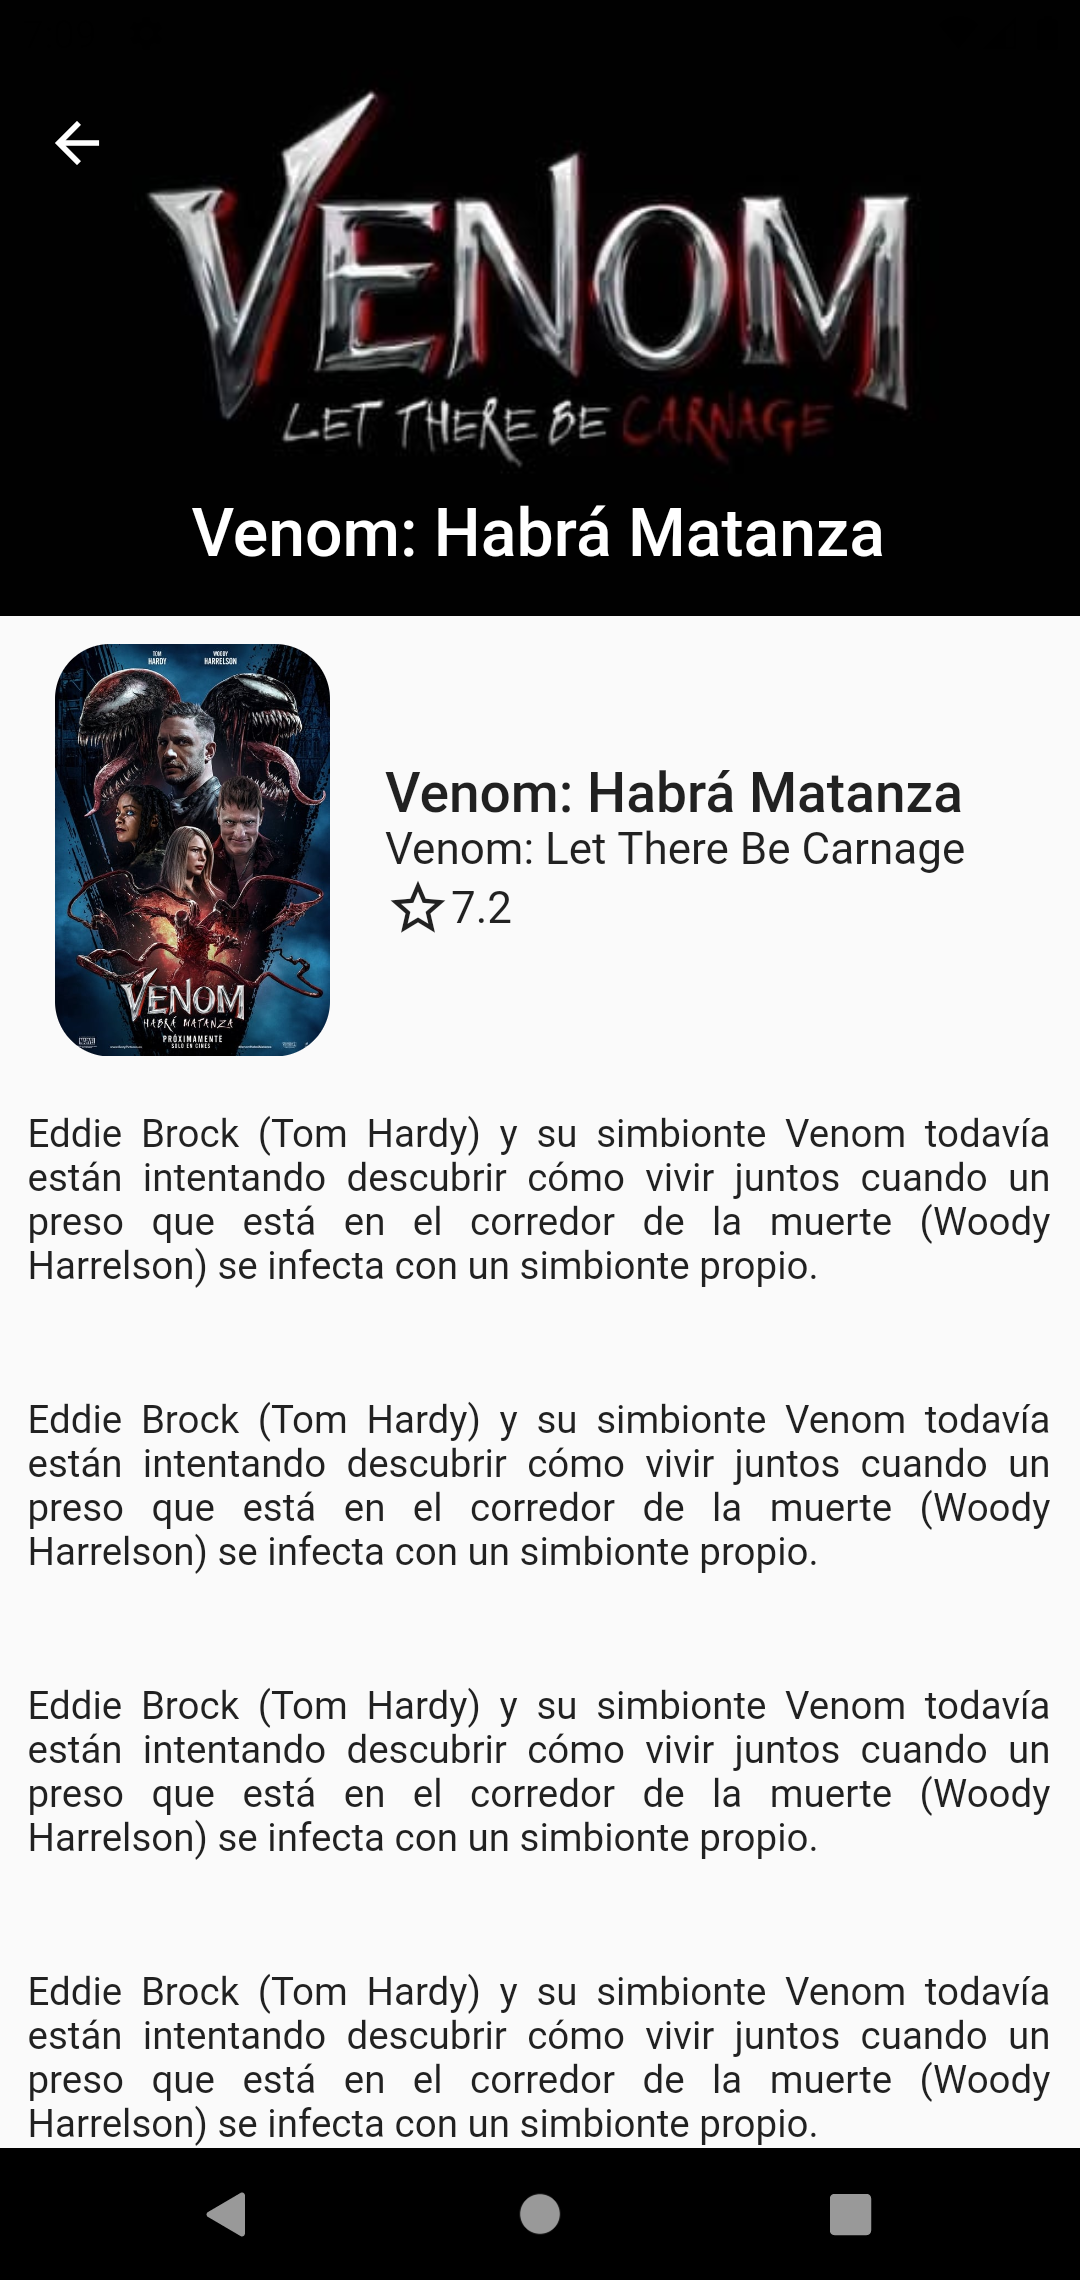 VENOM
LET THERE BE CARNAGE
Venom: Habrá Matanza
TOM HARDY
WOODY HARRELSON
VENOM
HABRÁ MATANZA
PRÓXIMAMENTE
SOLO EN CINES
Venom: Habrá Matanza
Venom: Let There Be Carnage
7.2
Eddie Brock (Tom Hardy) y su simbionte Venom todavía
están intentando descubrir cómo vivir juntos cuando un
preso que está en el corredor de la muerte (Woody
Harrelson) se infecta con un simbionte propio.
Eddie Brock (Tom Hardy) y su simbionte Venom todavía
están intentando descubrir cómo vivir juntos cuando un
preso que está en el corredor de la muerte (Woody
Harrelson) se infecta con un simbionte propio.
Eddie Brock (Tom Hardy) y su simbionte Venom todavía
están intentando descubrir cómo vivir juntos cuando un
preso que está en el corredor de la muerte (Woody
Harrelson) se infecta con un simbionte propio.
Eddie Brock (Tom Hardy) y su simbionte Venom todavía
están intentando descubrir cómo vivir juntos cuando un
preso que está en el corredor de la muerte (Woody
Harrelson) se infecta con un simbionte propio.